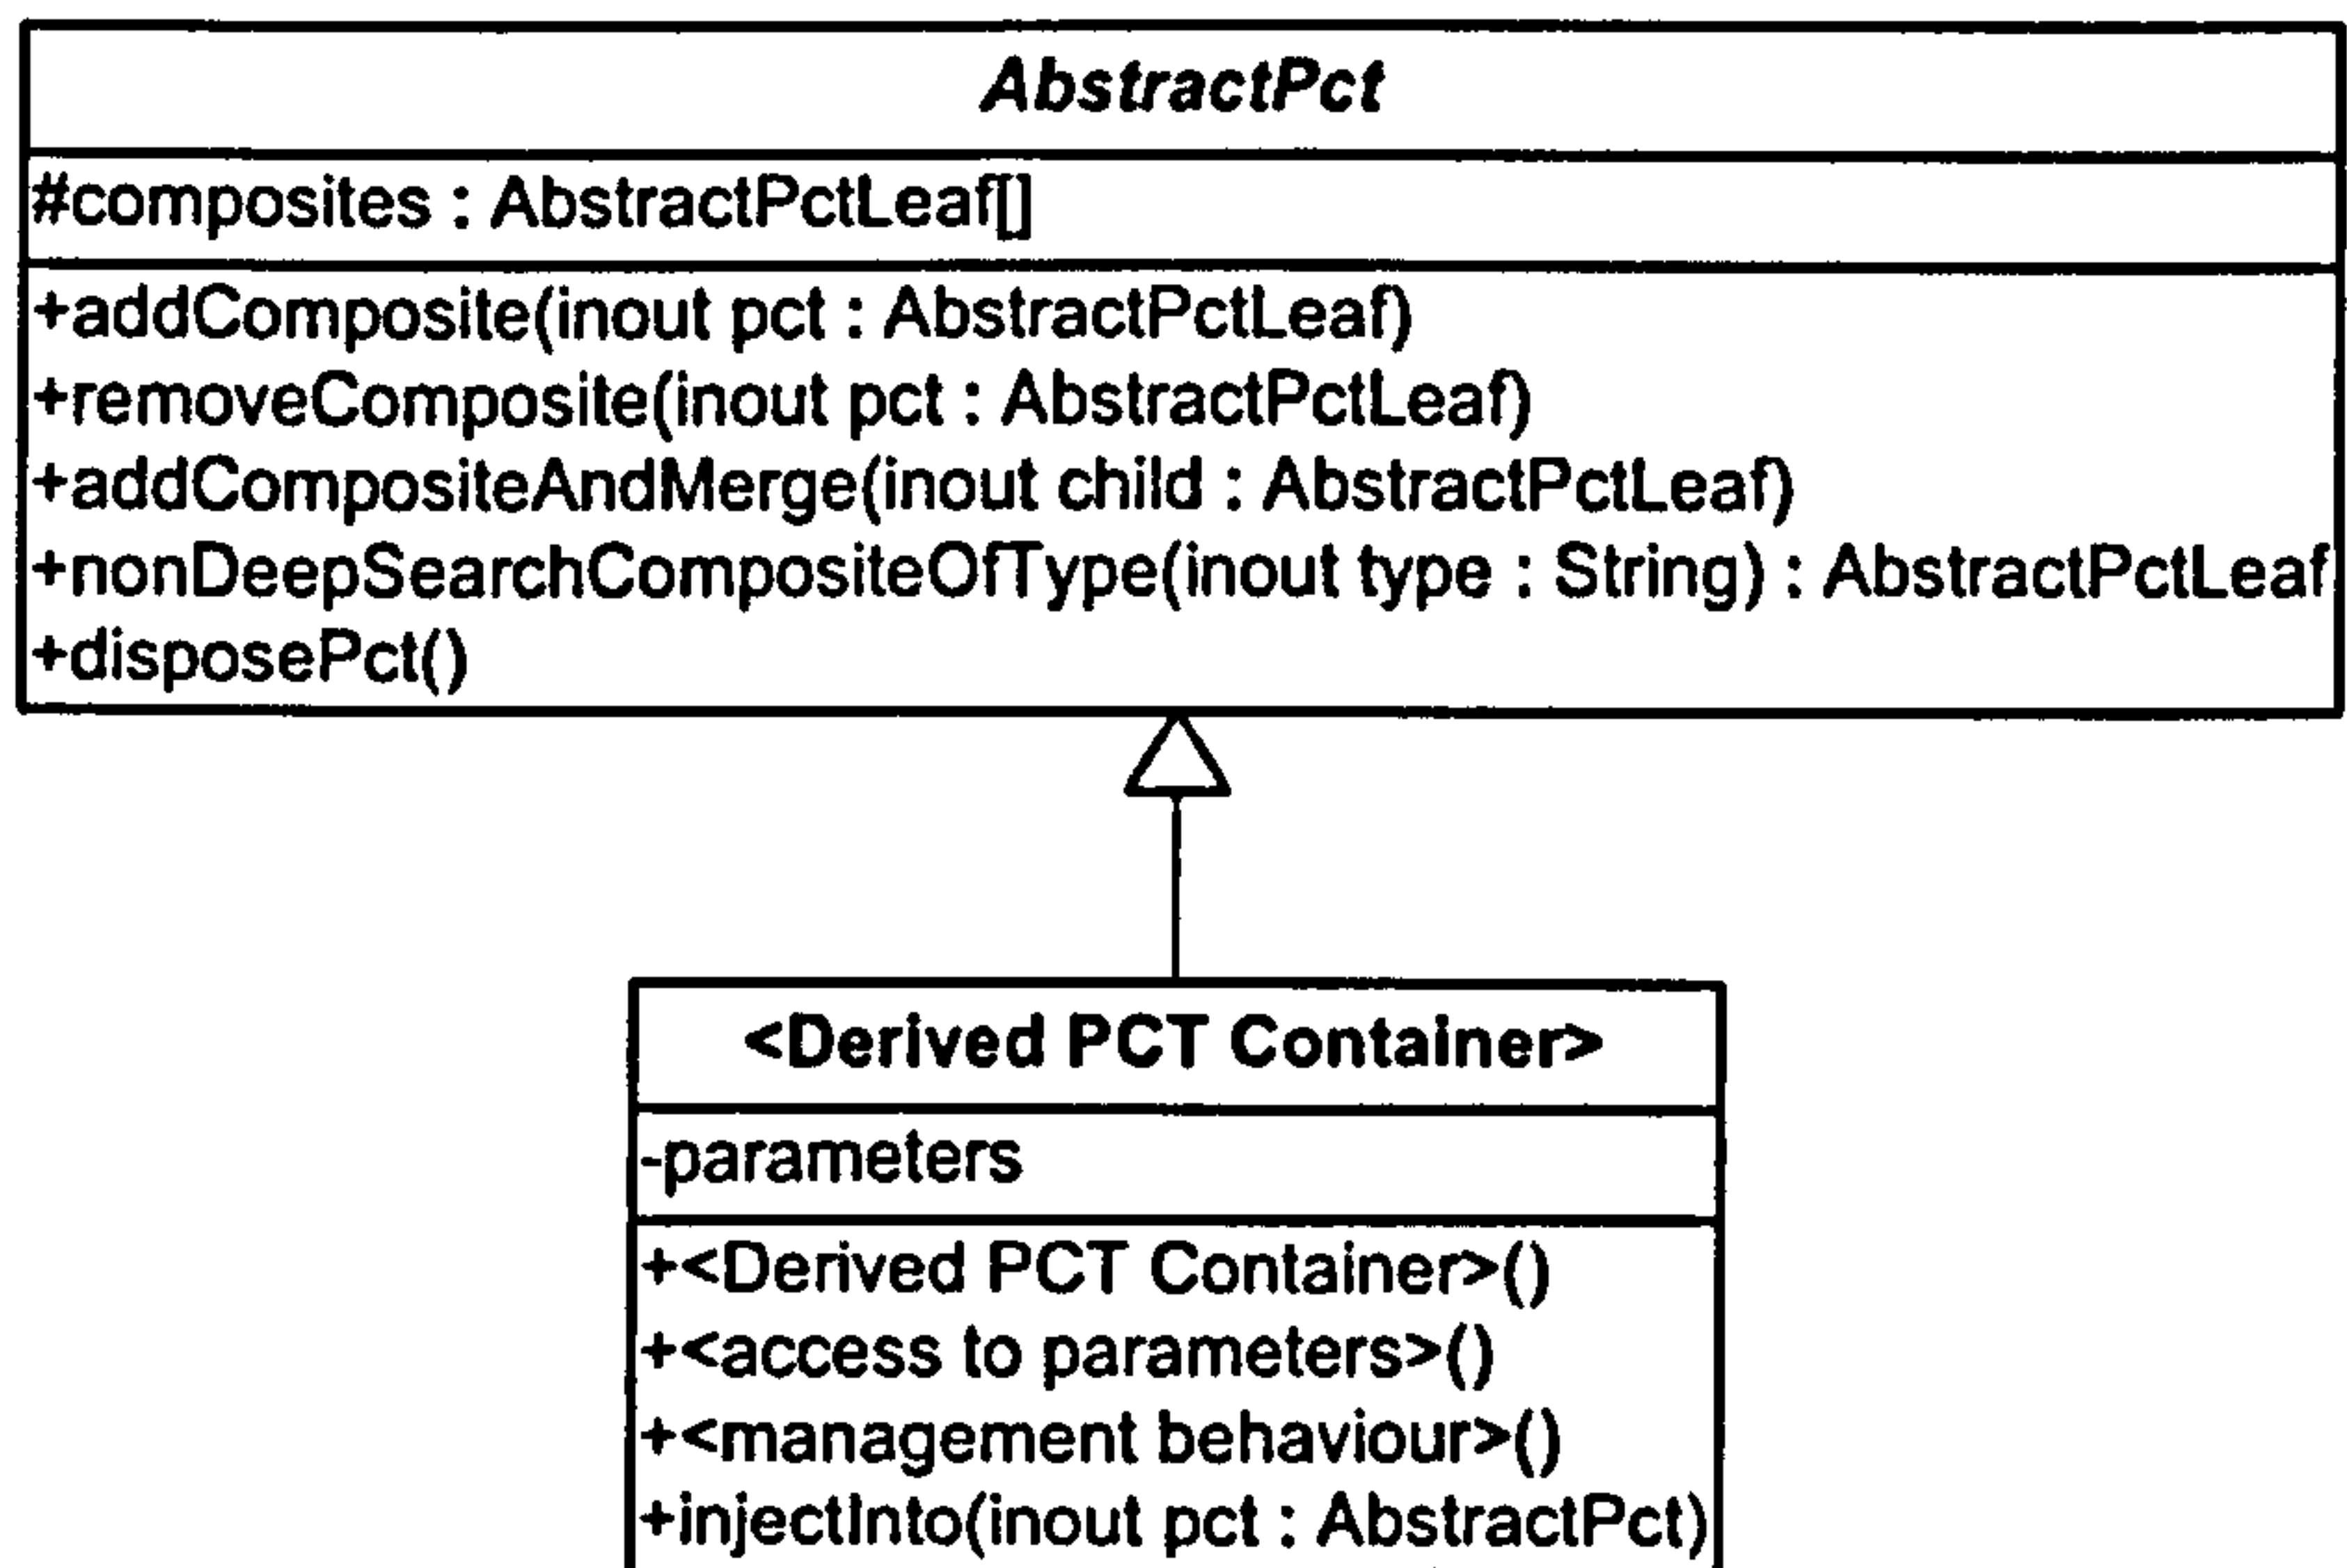 AbstractPct
#composites : AbstractPctLeaf[]
+addComposite(inout pct : AbstractPctLeaf)
+removeComposite(inout pct : AbstractPctLeaf)
+addCompositeAndMerge(inout child : AbstractPctLeaf)
+nonDeepSearchCompositeOfType(inout type : String) : AbstractPctLeaf
+disposePct()
<Derived PCT Container>
-parameters
+<Derived PCT Container>()
+<access to parameters>()
+<management behaviour>()
+injectInto(inout pct : AbstractPct)